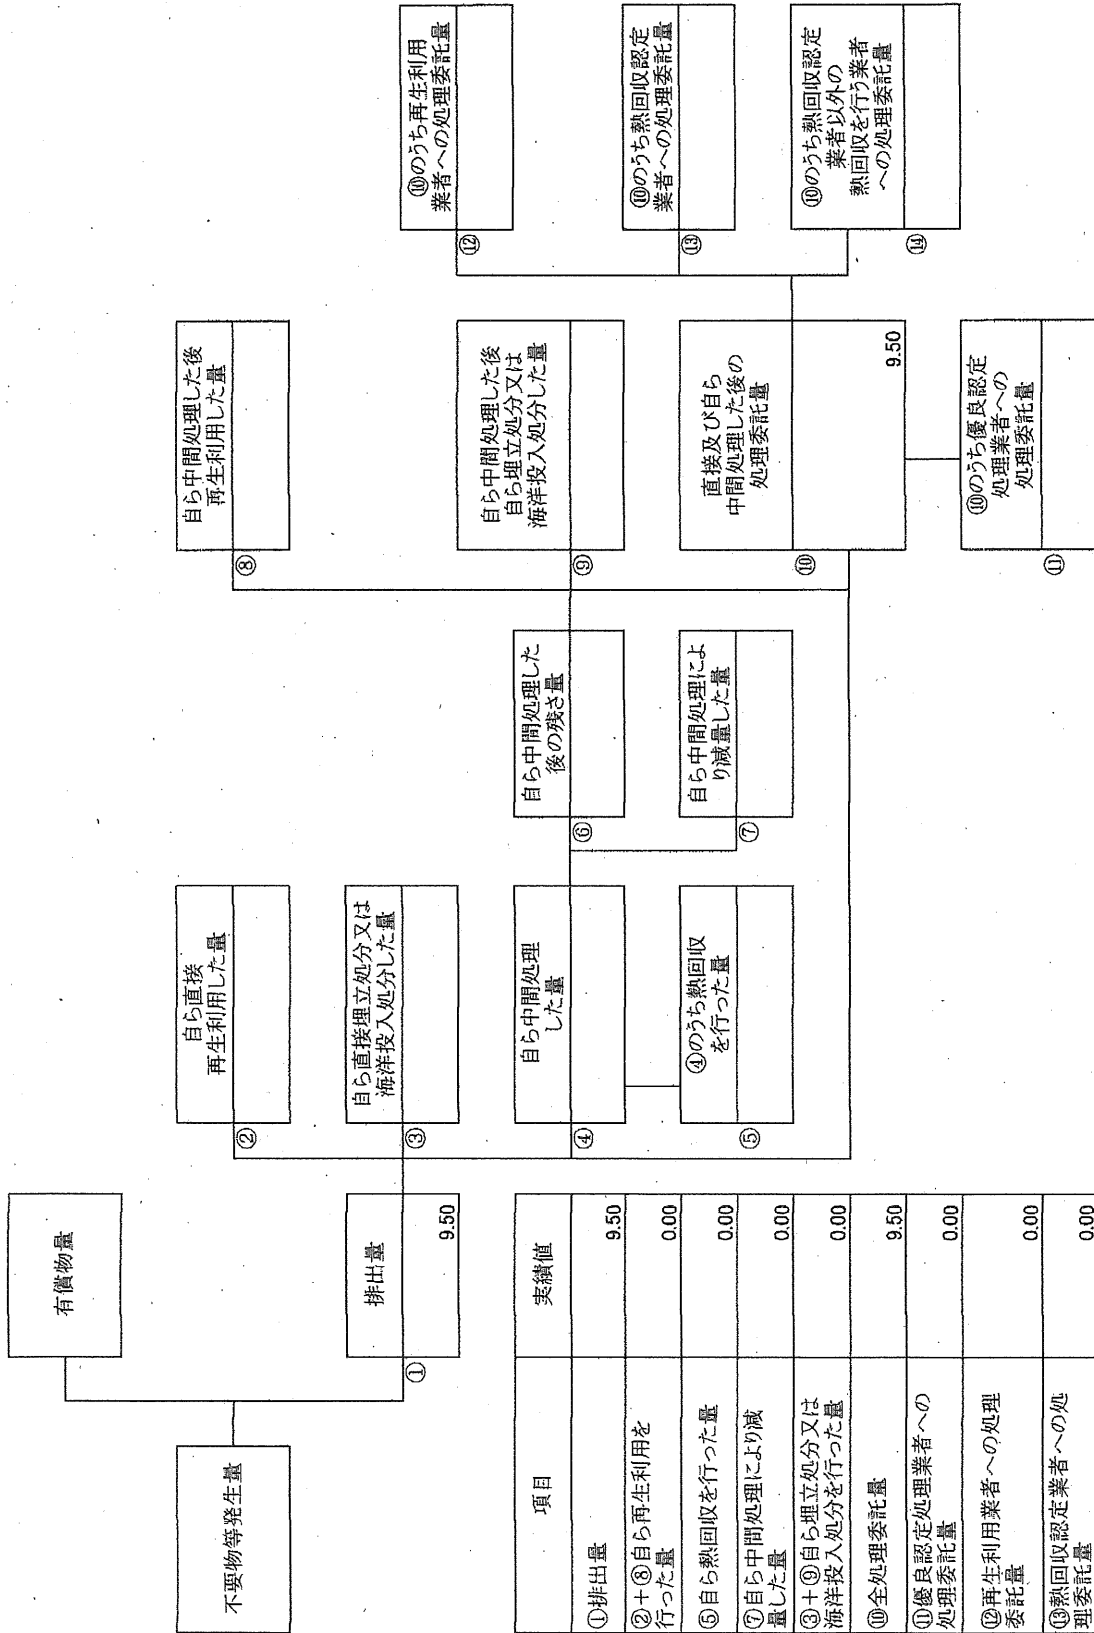 不要物等発生量
有償物量
排出量
①
9.50
自ら直接
再生利用した量
②
自ら直接埋立処分又は
海洋投入処分した量
③
自ら中間処理
した量
④
④のうち熱回収
を行った量
⑤
自ら中間処理した
後の残さ量
⑥
自ら中間処理によ
り減量した量
⑦
自ら中間処理した後
再生利用した量
⑧
自ら中間処理した後
自ら埋立処分又は
海洋投入処分した量
⑨
直接及び自ら
中間処理した後の
処理委託量
⑩
9.50
⑩のうち優良認定
処理業者への
処理委託量
⑪
⑩のうち再生利用
業者への処理委託量
⑫
⑩のうち熱回収認定
業者への処理委託量
⑬
⑩のうち熱回収認定
業者以外の
熱回収を行う業者
への処理委託量
⑭
項目 実績値
①排出量 9.50
②+⑧自ら再生利用を
行った量 0.00
⑤自ら熱回収を行った量 0.00
⑦自ら中間処理により減
量した量 0.00
③+⑨自ら埋立処分又は
海洋投入処分を行った量 0.00
⑩全処理委託量 9.50
⑪優良認定処理業者への
処理委託量 0.00
⑫再生利用業者への処理
委託量 0.00
⑬熱回収認定業者への処
理委託量 0.00